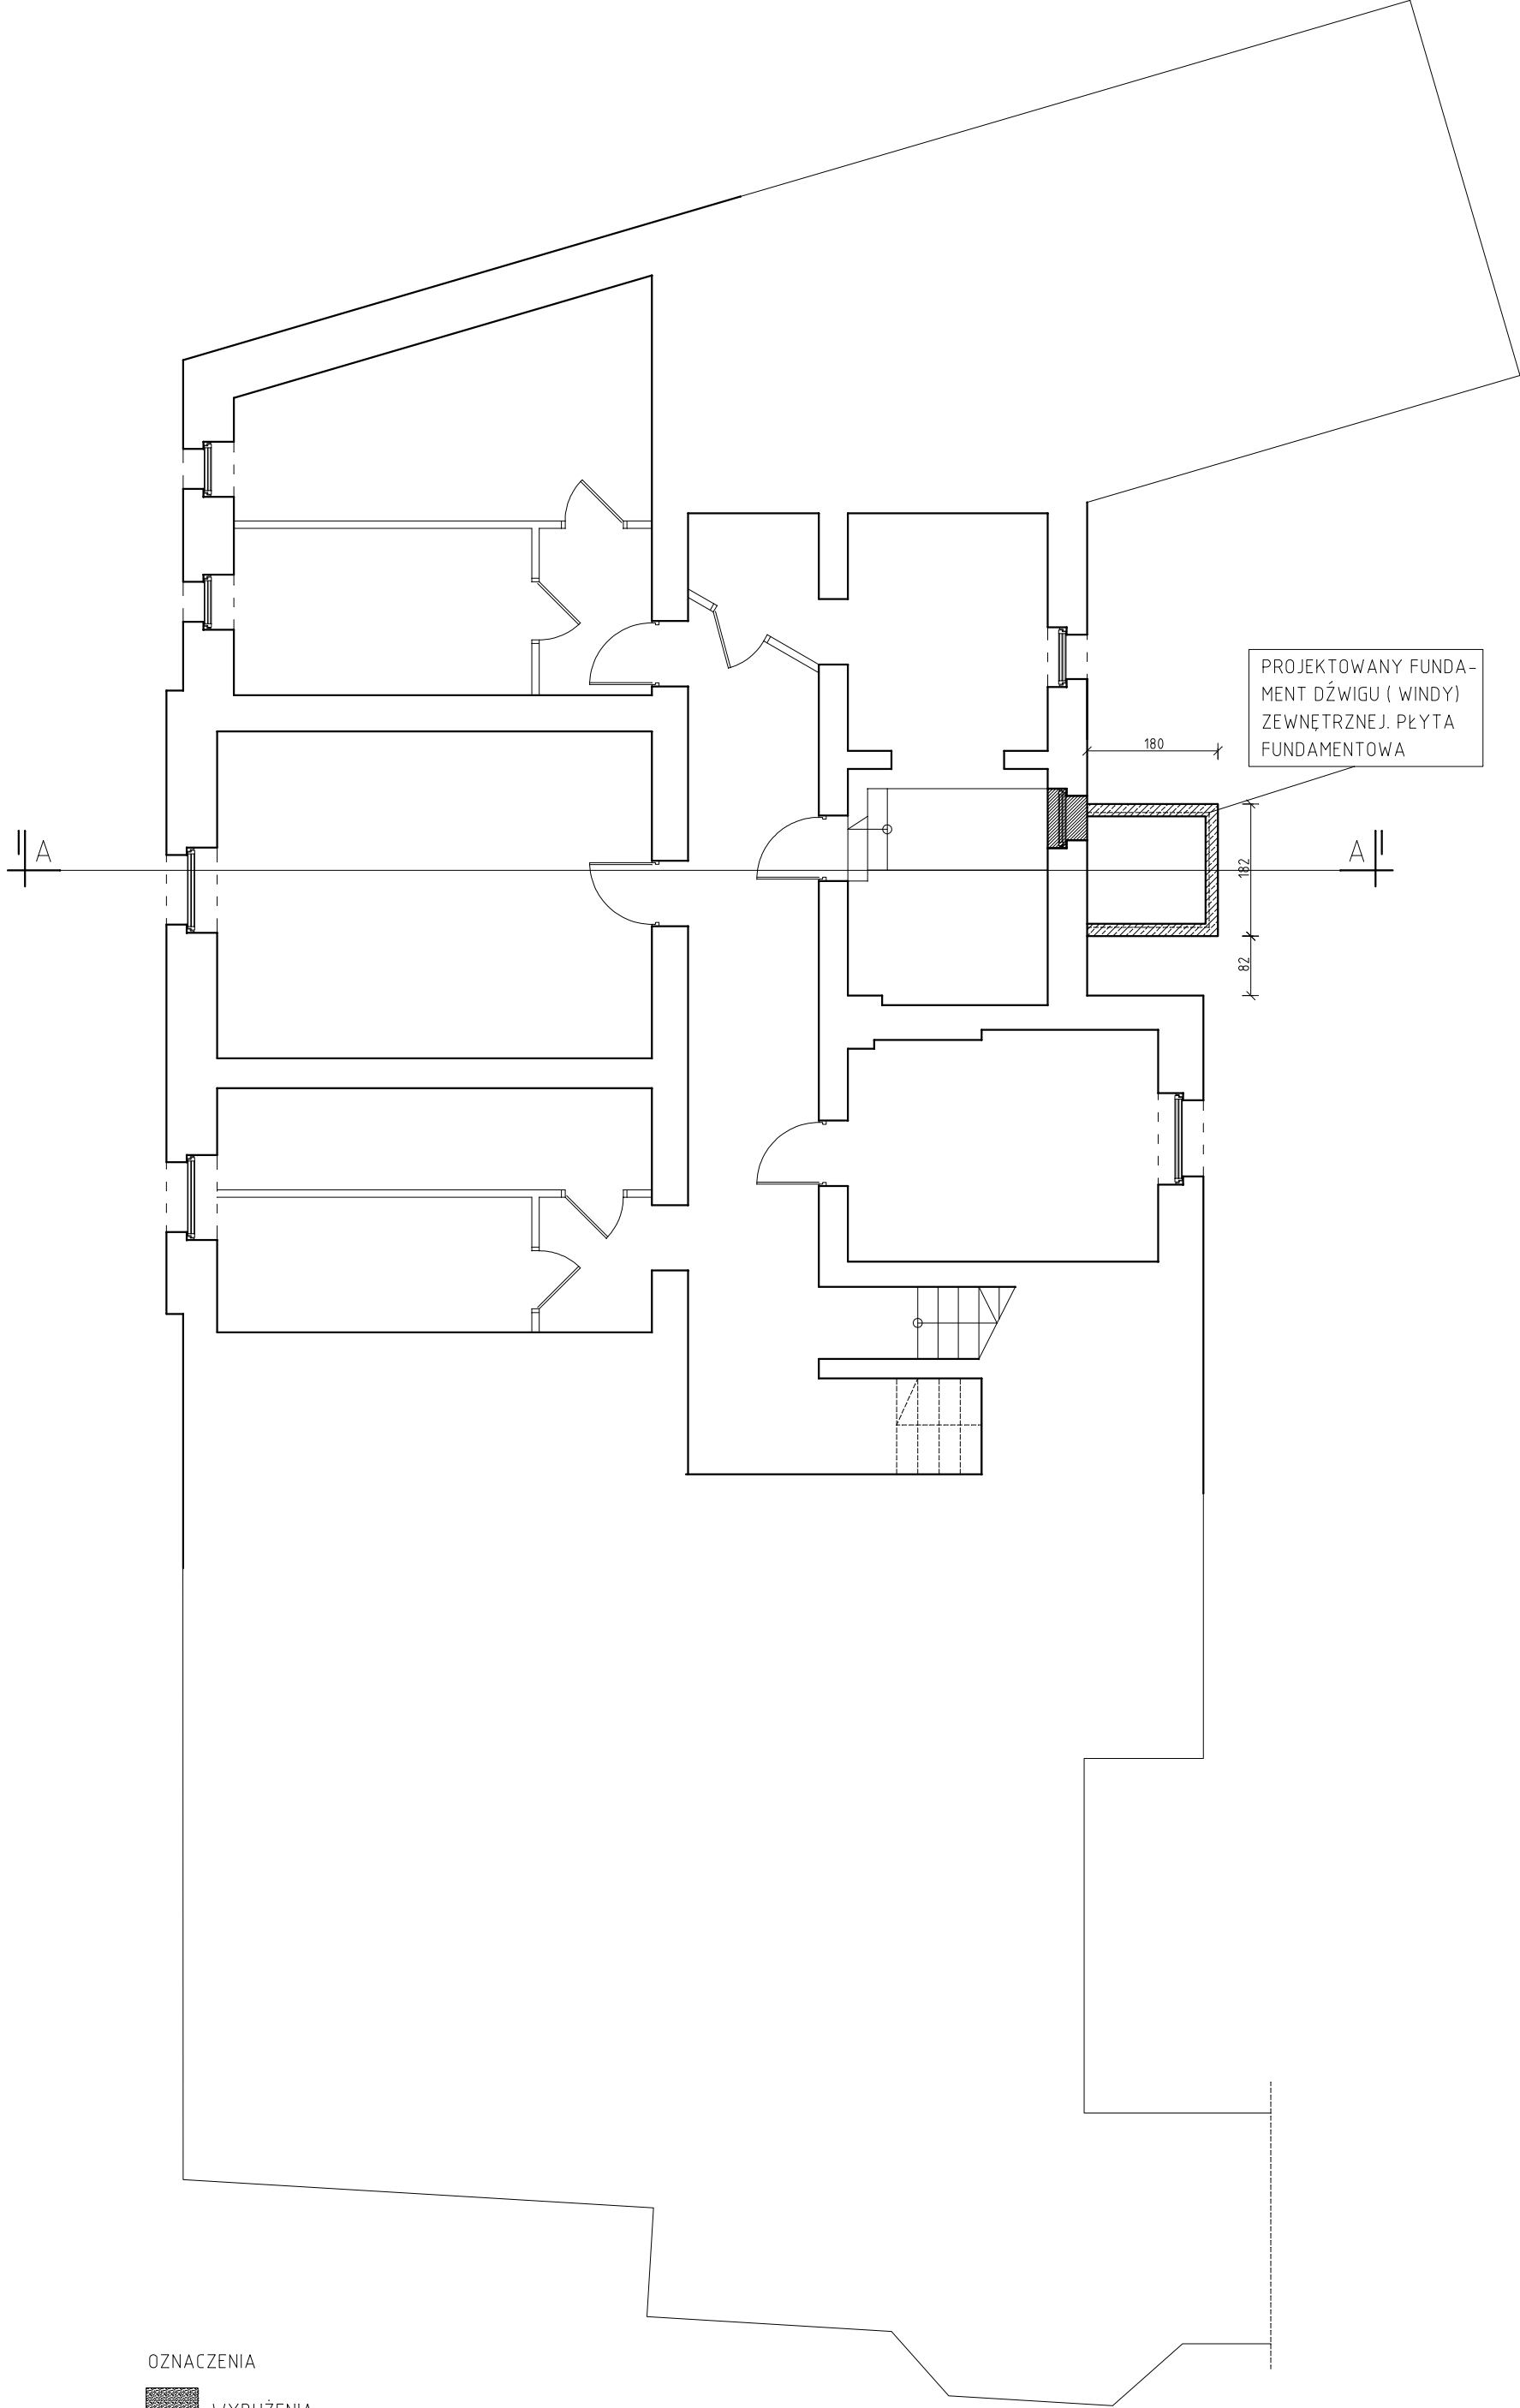 PROJEKTOWANY FUNDA-
MENT DŹWIGU ( WINDY)
ZEWNĘTRZNEJ. PŁYTA
FUNDAMENTOWA
180
A
A
182
82
OZNACZENIA